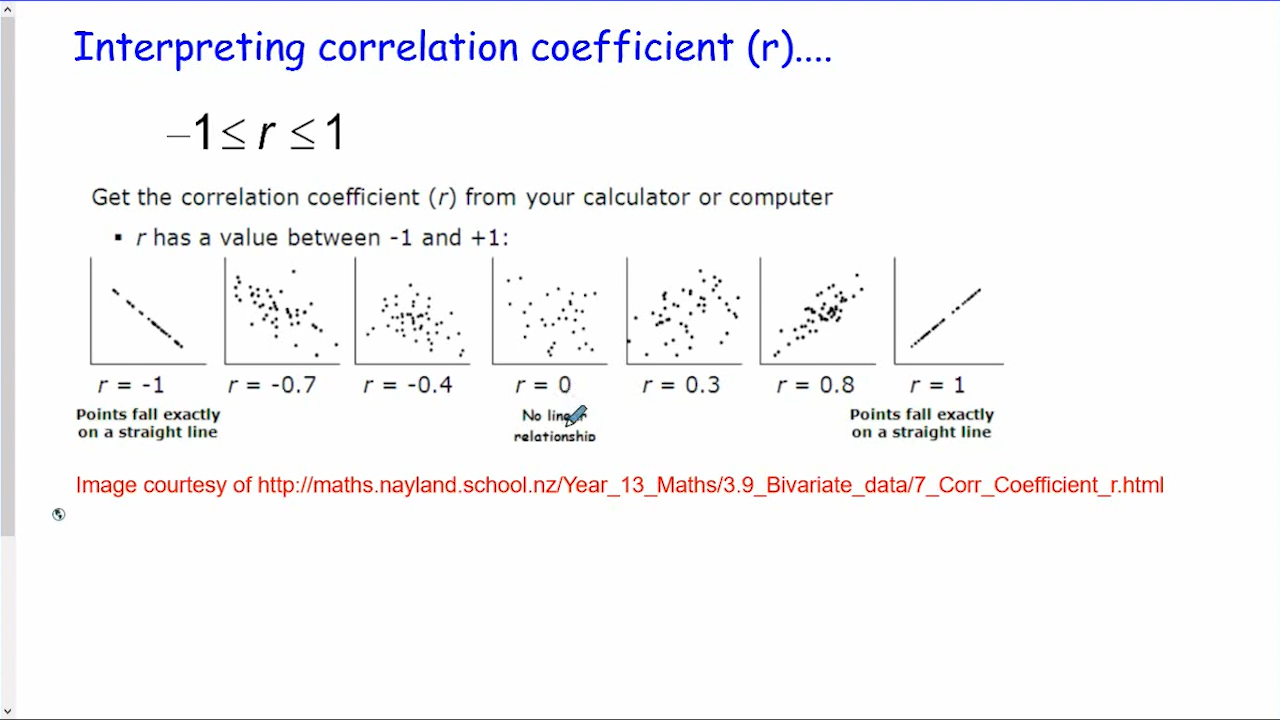 Interpreting correlation coefficient (r)....
–1 ≤ r ≤ 1
Get the correlation coefficient (r) from your calculator or computer
▪ r has a value between -1 and +1:
r = -1 r = -0.7 r = -0.4 r = 0 r = 0.3 r = 0.8 r = 1
Points fall exactly
on a straight line
No linear
relationship
Points fall exactly
on a straight line
Image courtesy of http://maths.nayland.school.nz/Year_13_Maths/3.9_Bivariate_data/7_Corr_Coefficient_r.html